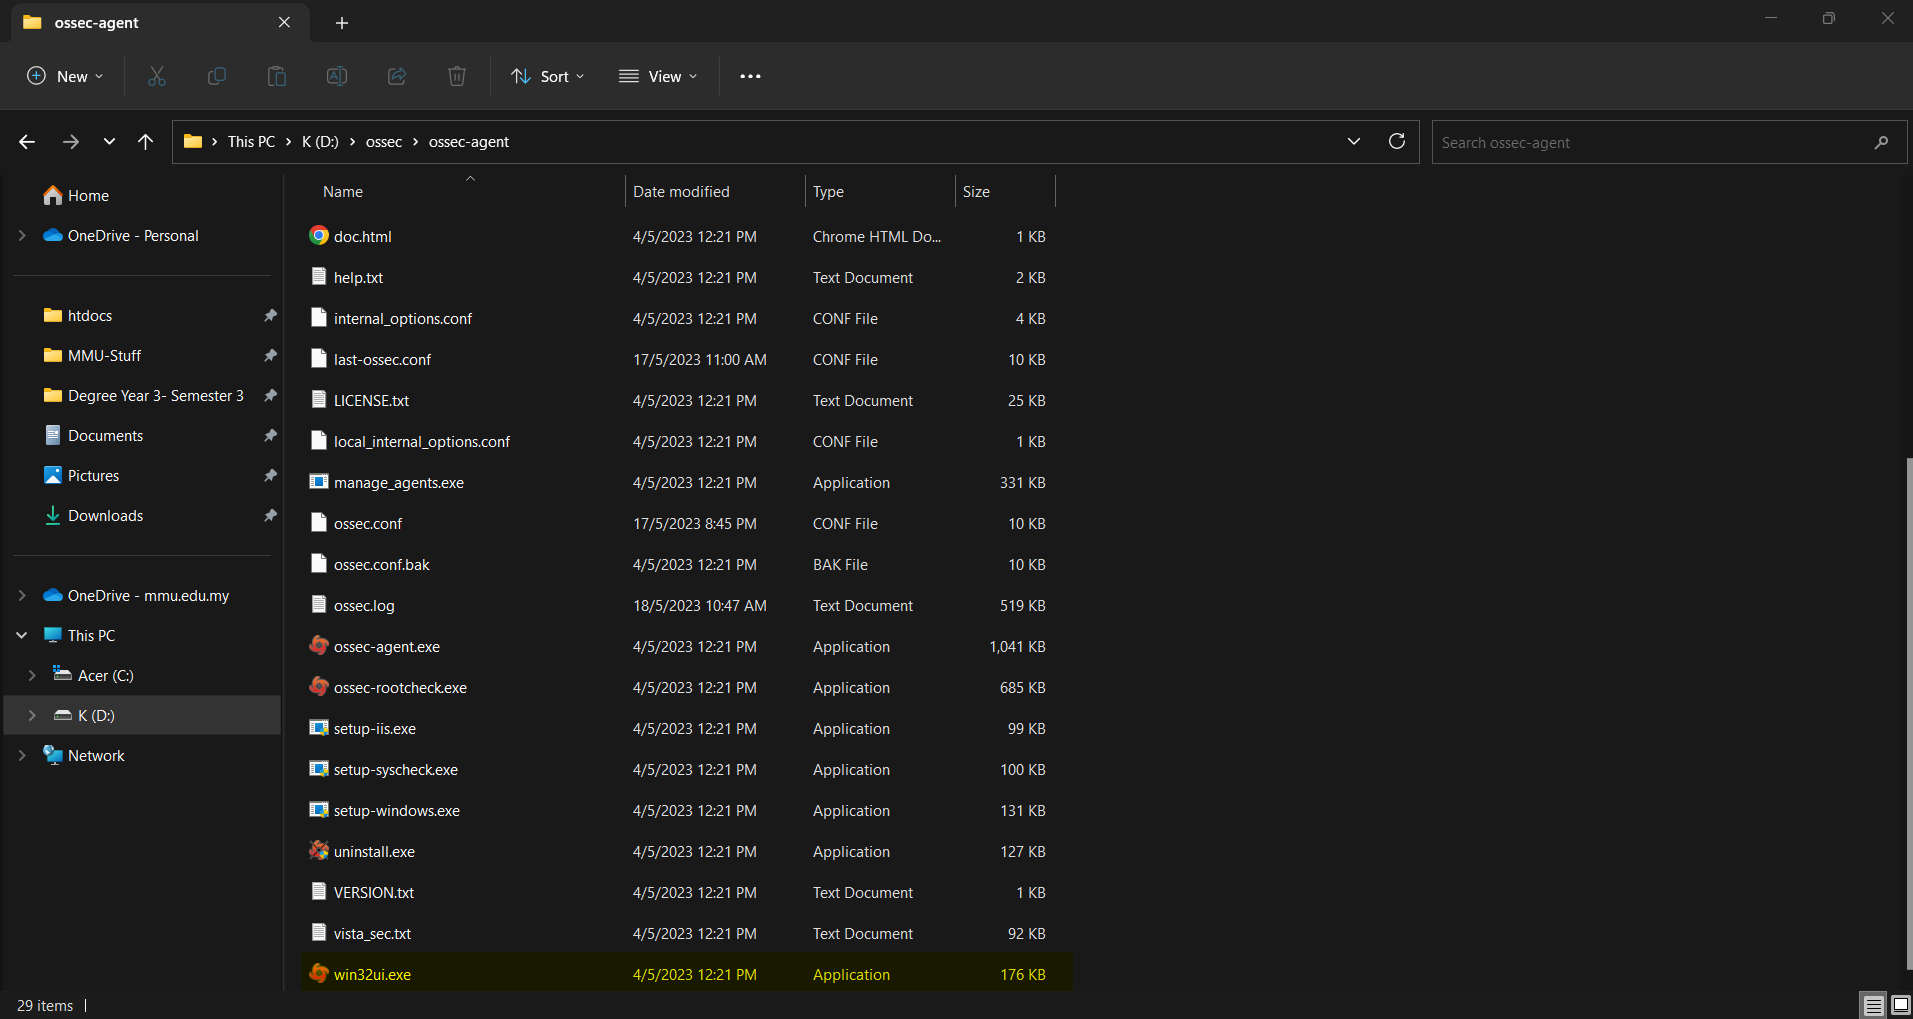 ossec-agent
New
Sort
View
This PC > K (D:) > ossec > ossec-agent
Search ossec-agent
Home
OneDrive - Personal
htdocs
MMU-Stuff
Degree Year 3- Semester 3
Documents
Pictures
Downloads
OneDrive - mmu.edu.my
This PC
Acer (C:)
K (D:)
Network
Name Date modified Type Size
doc.html 4/5/2023 12:21 PM Chrome HTML Do... 1 KB
help.txt 4/5/2023 12:21 PM Text Document 2 KB
internal_options.conf 4/5/2023 12:21 PM CONF File 4 KB
last-ossec.conf 17/5/2023 11:00 AM CONF File 10 KB
LICENSE.txt 4/5/2023 12:21 PM Text Document 25 KB
local_internal_options.conf 4/5/2023 12:21 PM CONF File 1 KB
manage_agents.exe 4/5/2023 12:21 PM Application 331 KB
ossec.conf 17/5/2023 8:45 PM CONF File 10 KB
ossec.conf.bak 4/5/2023 12:21 PM BAK File 10 KB
ossec.log 18/5/2023 10:47 AM Text Document 519 KB
ossec-agent.exe 4/5/2023 12:21 PM Application 1,041 KB
ossec-rootcheck.exe 4/5/2023 12:21 PM Application 685 KB
setup-iis.exe 4/5/2023 12:21 PM Application 99 KB
setup-syscheck.exe 4/5/2023 12:21 PM Application 100 KB
setup-windows.exe 4/5/2023 12:21 PM Application 131 KB
uninstall.exe 4/5/2023 12:21 PM Application 127 KB
VERSION.txt 4/5/2023 12:21 PM Text Document 1 KB
vista_sec.txt 4/5/2023 12:21 PM Text Document 92 KB
win32ui.exe 4/5/2023 12:21 PM Application 176 KB
29 items